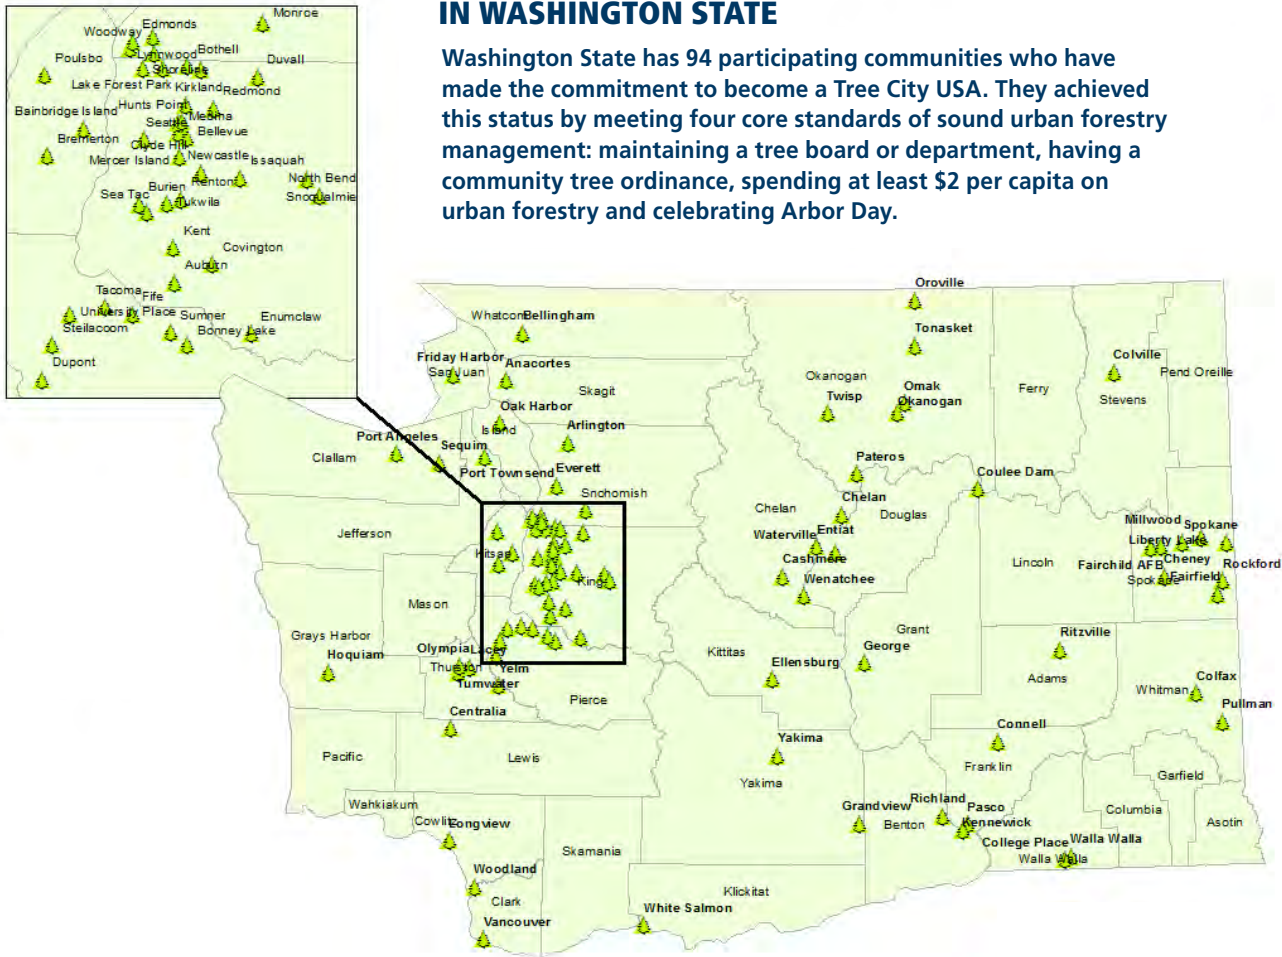 IN WASHINGTON STATE
Washington State has 94 participating communities who have
made the commitment to become a Tree City USA. They achieved
this status by meeting four core standards of sound urban forestry
management: maintaining a tree board or department, having a
community tree ordinance, spending at least $2 per capita on
urban forestry and celebrating Arbor Day.
Monroe
Edmonds
Woodway
Lynnwood
Bothell
Poulsbo
Shoreline
Duvall
Lake Forest Park
Kirkland
Redmond
Hunts Point
Bainbridge Island
Medina
Seattle
Bellevue
Bremerton
Clyde Hill
Mercer Island
Newcastle
Issaquah
Renton
North Bend
Burien
Sea Tac
Tukwila
Snoqualmie
Kent
Covington
Auburn
Tacoma
Fife
University Place
Sumner
Enumclaw
Steilacoom
Bonney Lake
Dupont
Oroville
Whatcom
Bellingham
Tonasket
Friday Harbor
San Juan
Anacortes
Colville
Pend Oreille
Okanogan
Skagit
Omak
Ferry
Twisp
Okanogan
Stevens
Oak Harbor
Island
Arlington
Port Angeles
Sequim
Clallam
Pateros
Port Townsend
Everett
Coulee Dam
Snohomish
Chelan
Chelan
Douglas
Millwood
Spokane
Jefferson
Waterville
Entiat
Liberty Lake
Kitsap
Cashmere
Lincoln
Fairchild AFB
Cheney
Rockford
King
Wenatchee
Spokane
Fairfield
Mason
Grant
Ritzville
Grays Harbor
Hoquiam
Olympia
Lacey
Kittitas
George
Thurston
Yelm
Ellensburg
Adams
Colfax
Tumwater
Whitman
Pierce
Pullman
Centralia
Connell
Yakima
Pacific
Lewis
Franklin
Yakima
Garfield
Wahkiakum
Richland
Grandview
Pasco
Columbia
Cowlitz
Longview
Benton
Kennewick
Asotin
College Place
Walla Walla
Skamania
Walla Walla
Woodland
Klickitat
Clark
White Salmon
Vancouver